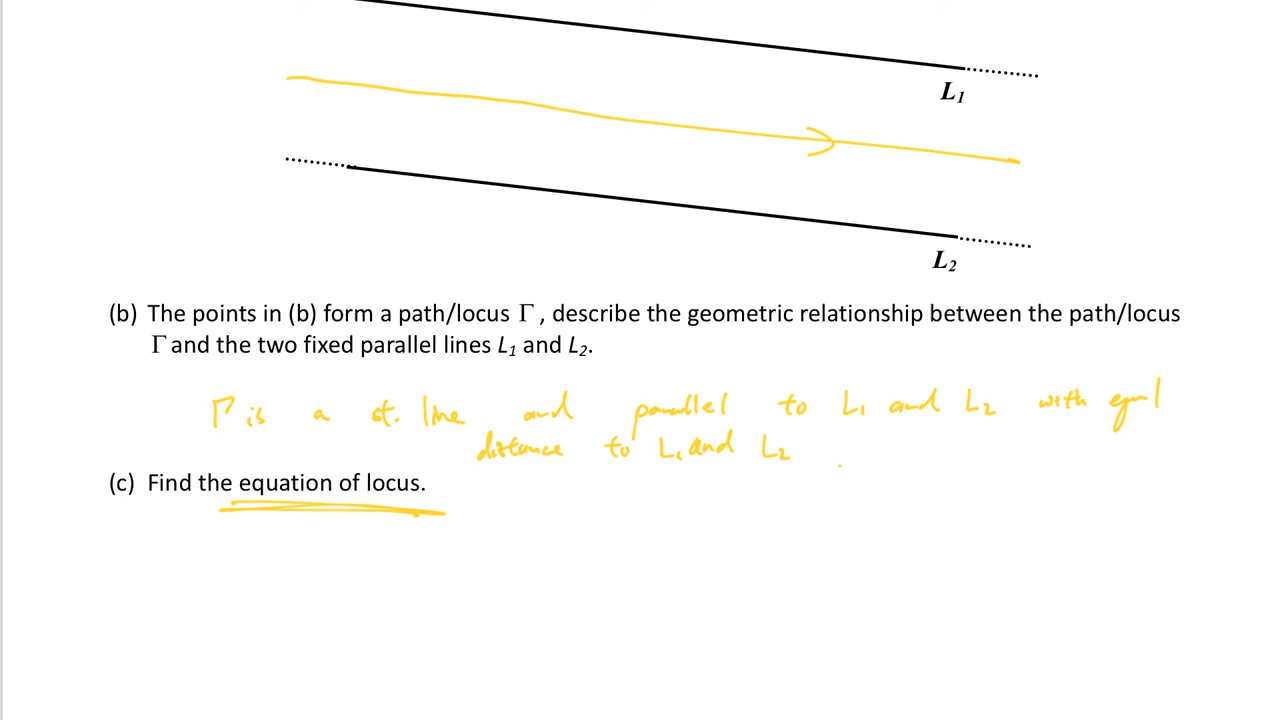 L1
L2
(b) The points in (b) form a path/locus Γ, describe the geometric relationship between the path/locus
Γ and the two fixed parallel lines L1 and L2.
Γ is a st. line and parallel to L1 and L2 with equal
distance to L1 and L2
(c) Find the equation of locus.